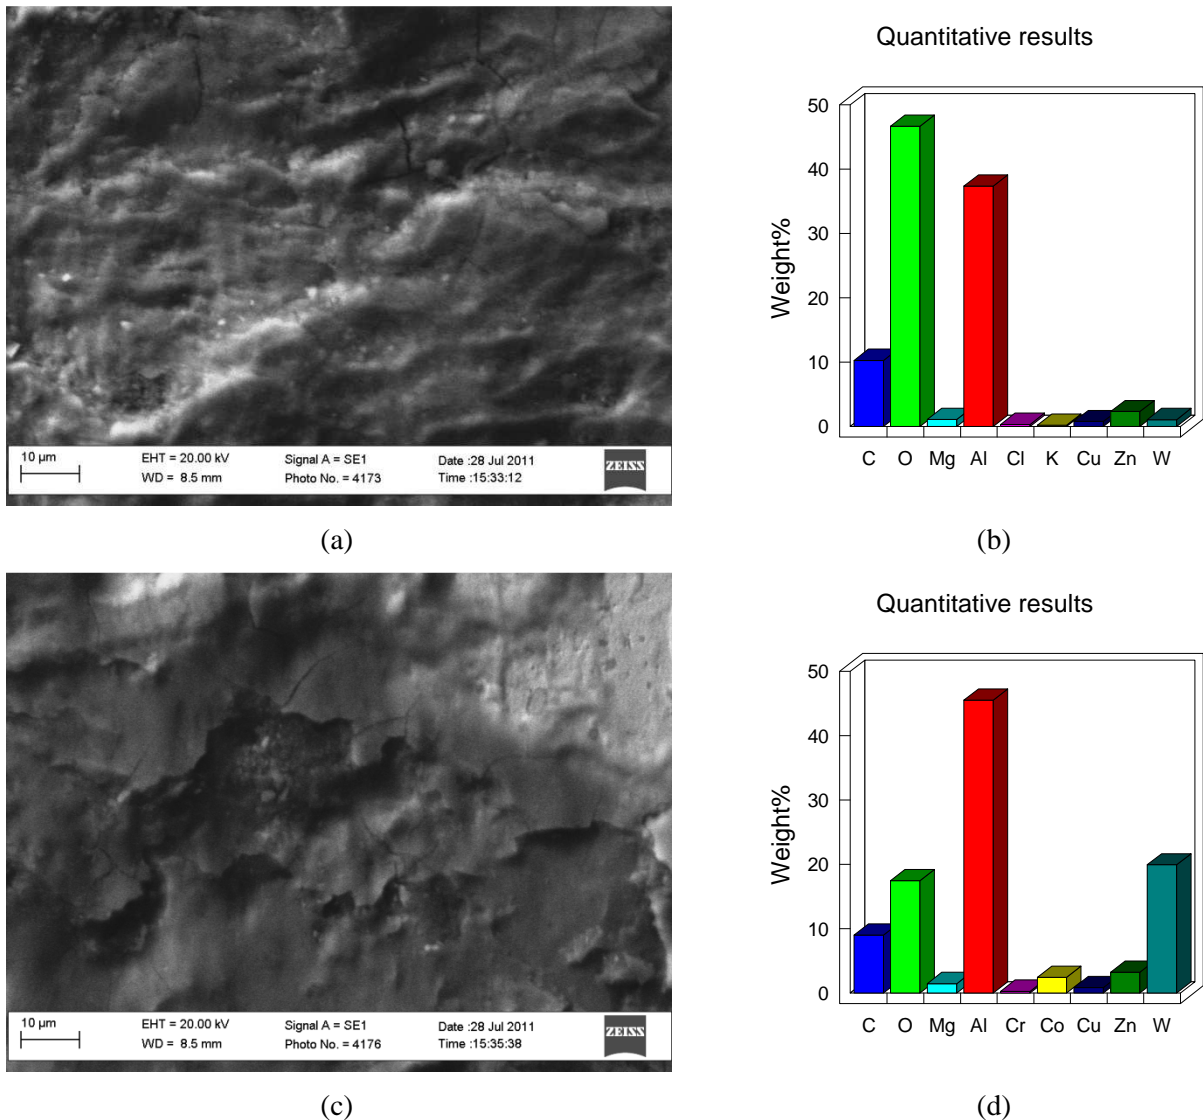 10 µm
EHT = 20.00 kV
WD = 8.5 mm
Signal A = SE1
Photo No. = 4173
Date :28 Jul 2011
Time :15:33:12
ZEISS
(a)
Quantitative results
Weight%
50
40
30
20
10
0
C O Mg Al Cl K Cu Zn W
(b)
10 µm
EHT = 20.00 kV
WD = 8.5 mm
Signal A = SE1
Photo No. = 4176
Date :28 Jul 2011
Time :15:35:38
ZEISS
(c)
Quantitative results
Weight%
50
40
30
20
10
0
C O Mg Al Cr Co Cu Zn W
(d)